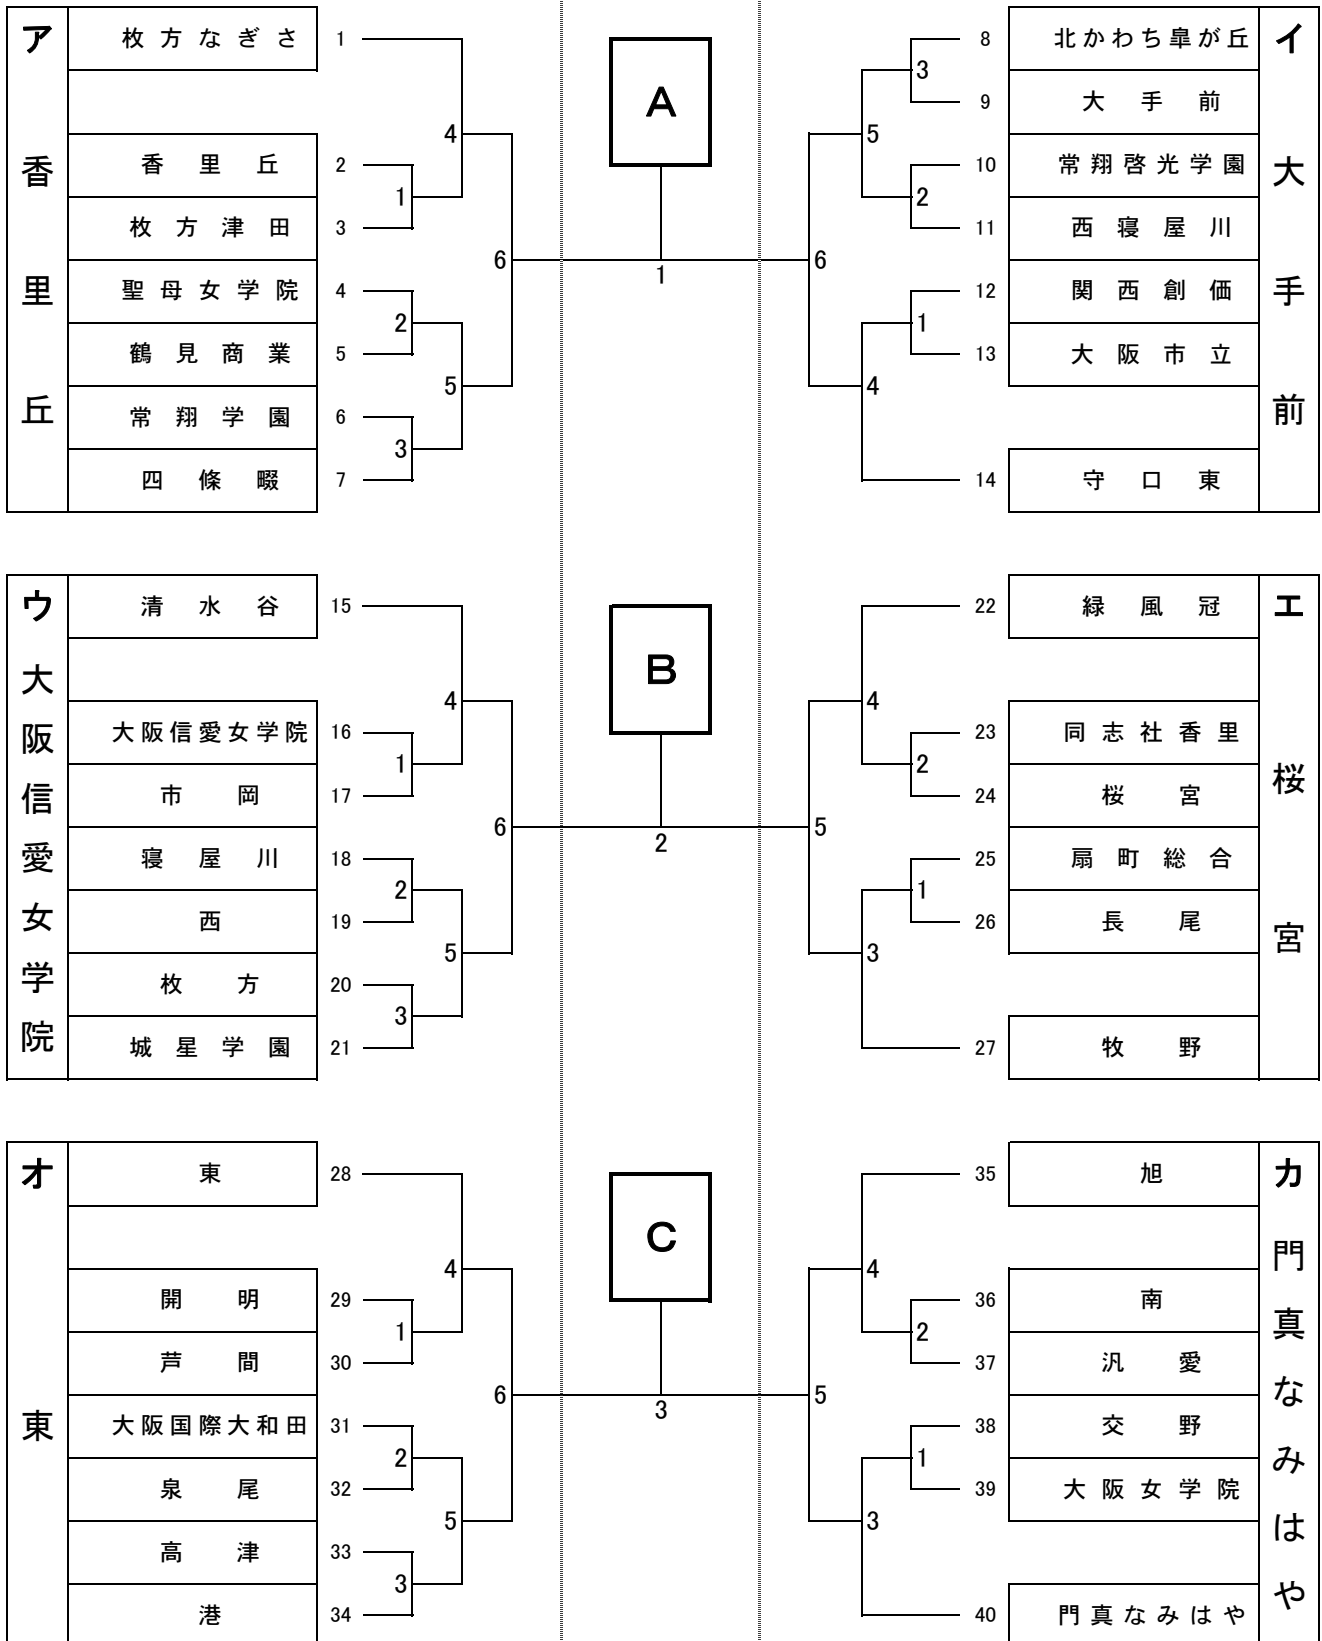 ア 香里丘
枚方なぎさ 1
香里丘 2
枚方津田 3
聖母女学院 4
鶴見商業 5
常翔学園 6
四條畷 7
4
1
6
2
5
3
A
1
イ 大手前
8 北かわち皐が丘
9 大手前
10 常翔啓光学園
11 西寝屋川
12 関西創価
13 大阪市立
14 守口東
3
5
2
6
1
4
ウ 大阪信愛女学院
清水谷 15
大阪信愛女学院 16
市岡 17
寝屋川 18
西 19
枚方 20
城星学園 21
4
1
6
2
5
3
B
2
エ 桜宮
22 緑風冠
23 同志社香里
24 桜宮
25 扇町総合
26 長尾
27 牧野
4
2
5
1
3
オ 東
東 28
開明 29
芦間 30
大阪国際大和田 31
泉尾 32
高津 33
港 34
4
1
6
2
5
3
C
3
カ 門真なみはや
35 旭
36 南
37 汎愛
38 交野
39 大阪女学院
40 門真なみはや
4
2
5
1
3